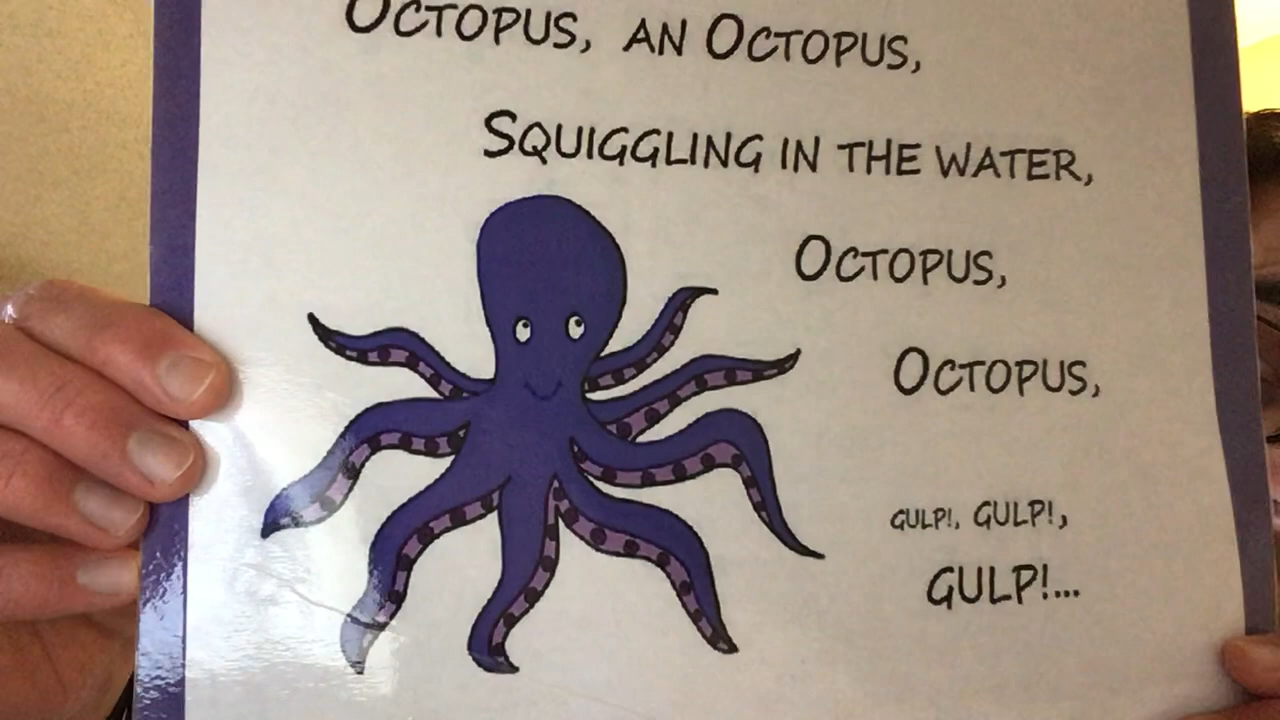 OCTOPUS, AN OCTOPUS,
SQUIGGLING IN THE WATER,
OCTOPUS,
OCTOPUS,
GULP!, GULP!,
GULP!...